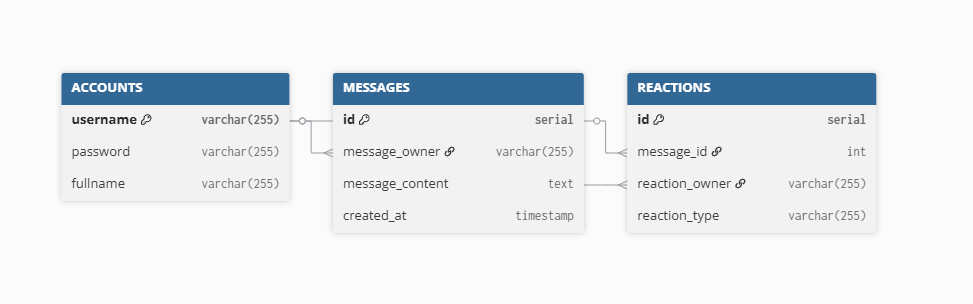 ACCOUNTS
username varchar(255)
password varchar(255)
fullname varchar(255)
MESSAGES
id serial
message_owner varchar(255)
message_content text
created_at timestamp
REACTIONS
id serial
message_id int
reaction_owner varchar(255)
reaction_type varchar(255)